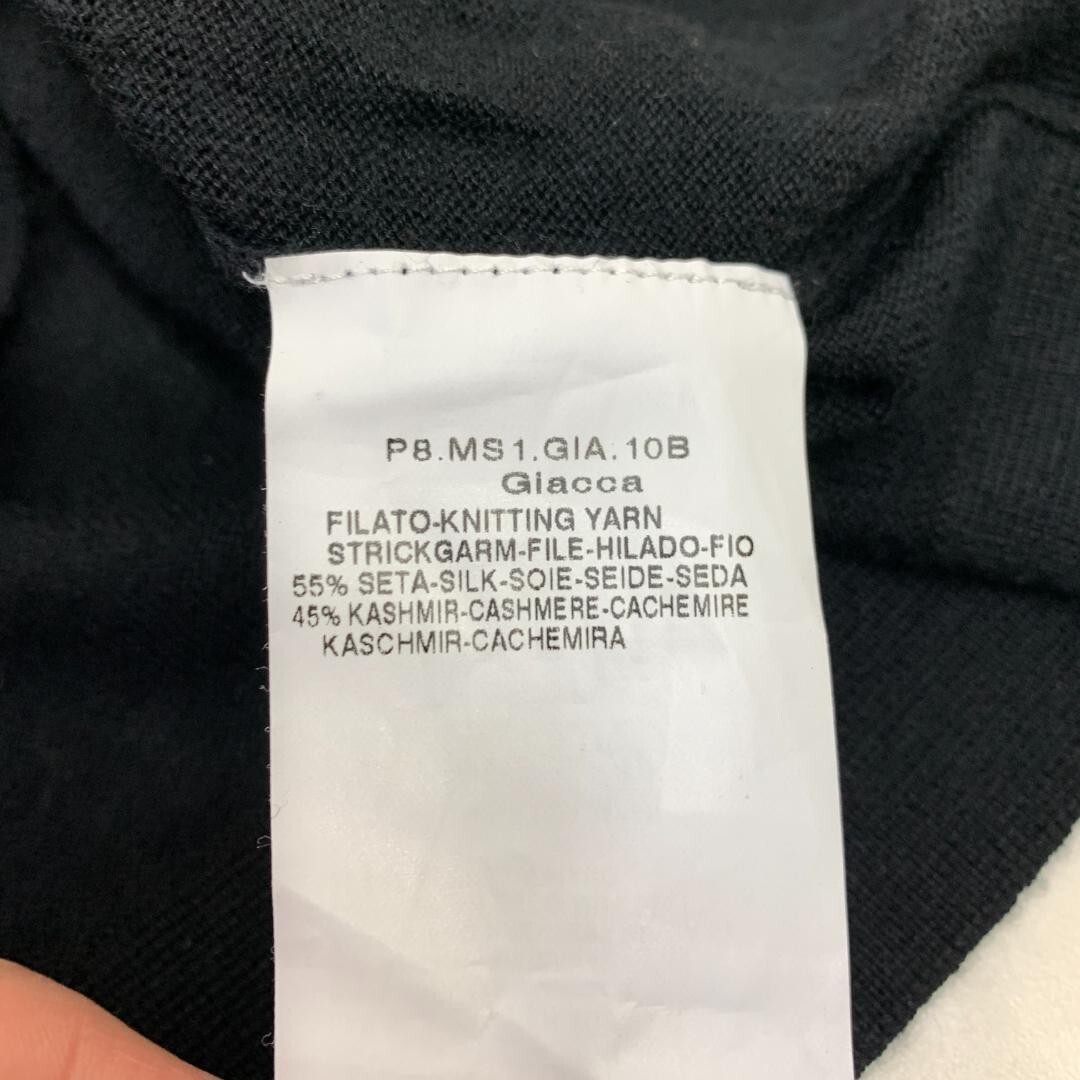 P8.MS1.GIA.10B
Giacca
FILATO-KNITTING YARN
STRICKGARM-FILE-HILADO-FIO
55% SETA-SILK-SOIE-SEIDE-SEDA
45% KASHMIR-CASHMERE-CACHEMIRE
KASCHMIR-CACHEMIRA